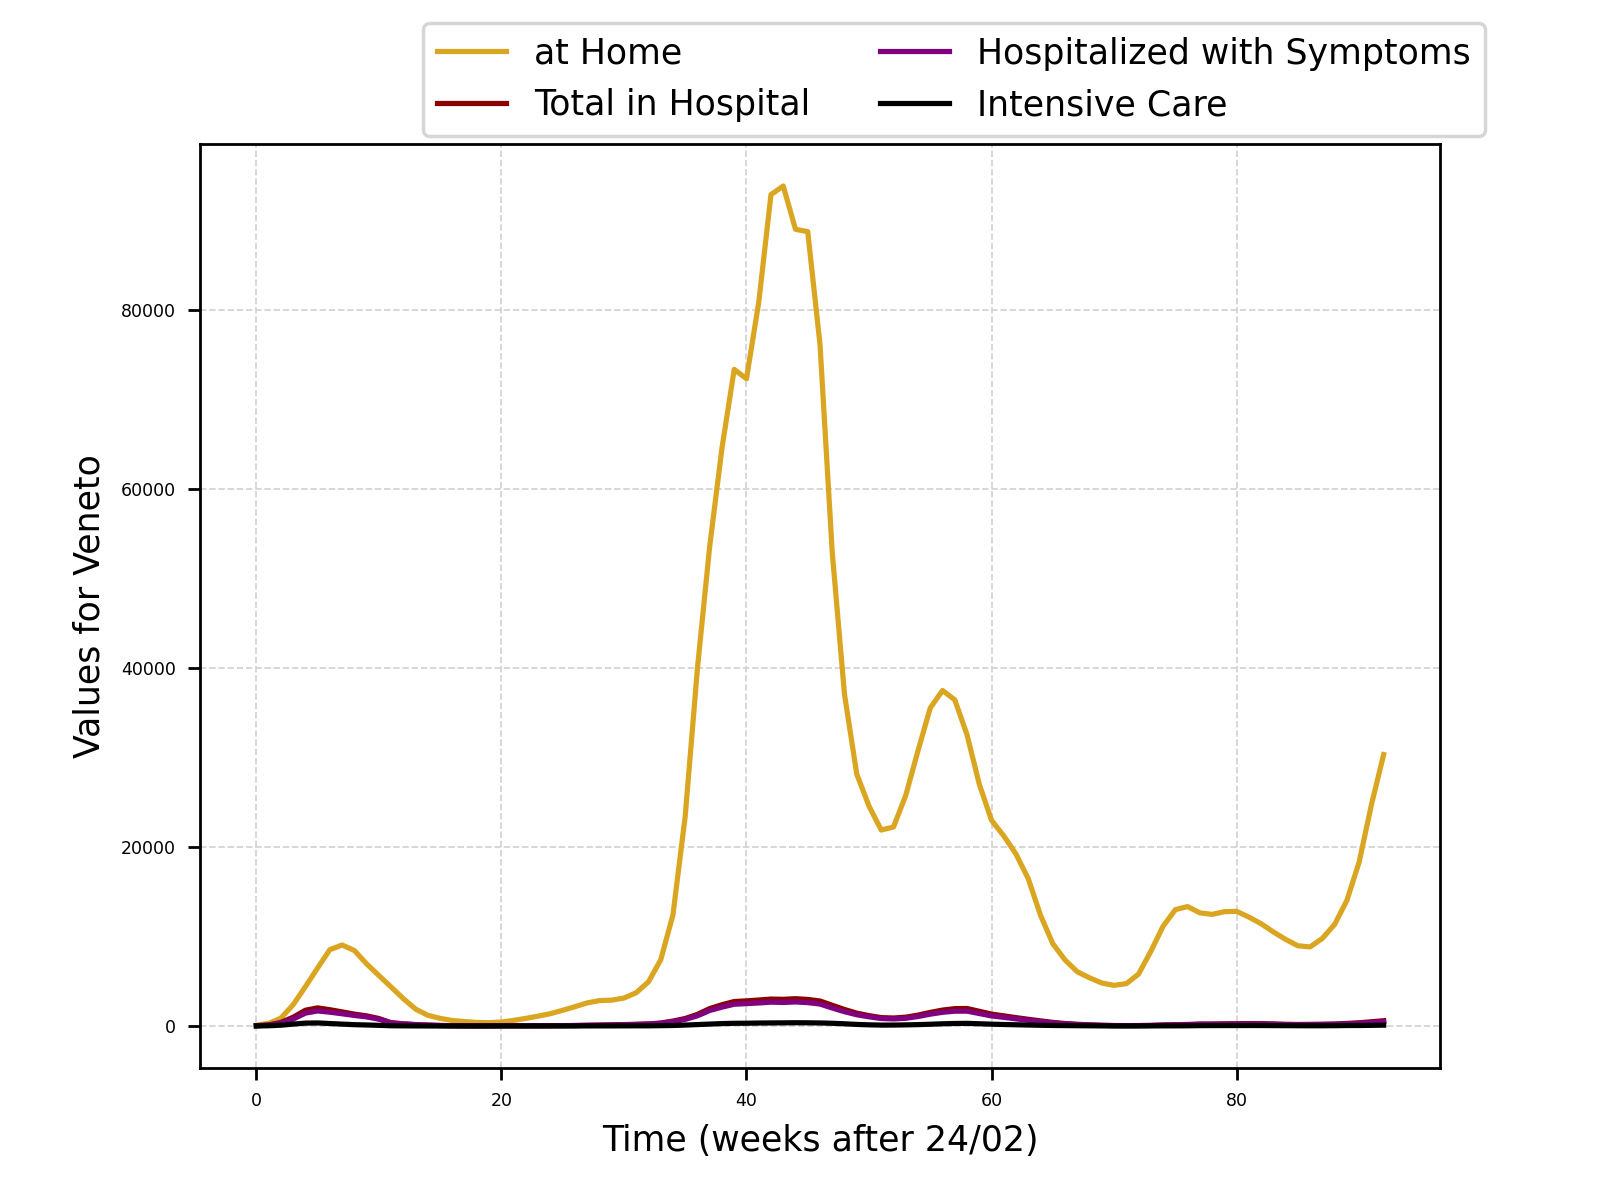 at Home
Total in Hospital
Hospitalized with Symptoms
Intensive Care
Values for Veneto
80000
60000
40000
20000
0
0 20 40 60 80
Time (weeks after 24/02)